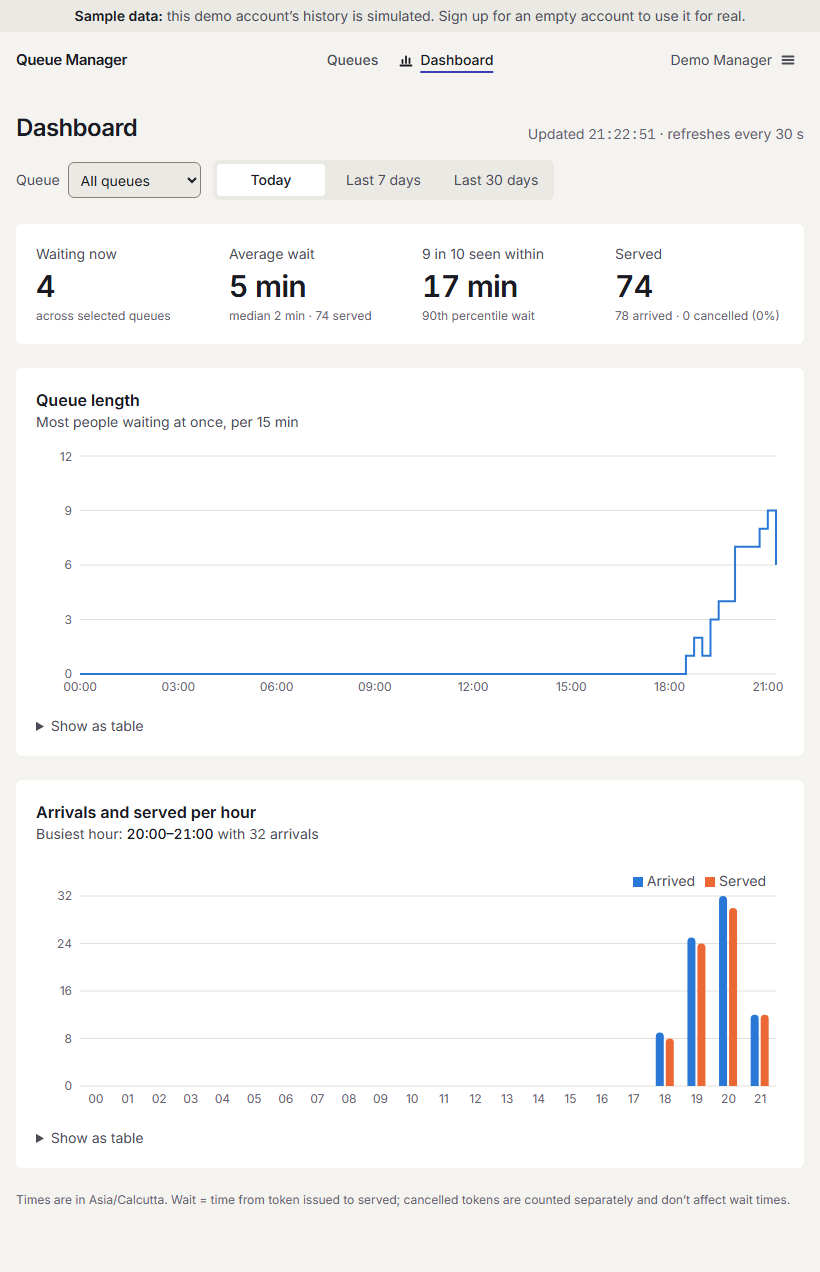 Sample data: this demo account's history is simulated. Sign up for an empty account to use it for real.
Queue Manager
Queues
Dashboard
Demo Manager
Dashboard
Updated 21:22:51 · refreshes every 30 s
Queue
All queues
Today
Last 7 days
Last 30 days
Waiting now
4
across selected queues
Average wait
5 min
median 2 min · 74 served
9 in 10 seen within
17 min
90th percentile wait
Served
74
78 arrived · 0 cancelled (0%)
Queue length
Most people waiting at once, per 15 min
12
9
6
3
0
00:00 03:00 06:00 09:00 12:00 15:00 18:00 21:00
Show as table
Arrivals and served per hour
Busiest hour: 20:00–21:00 with 32 arrivals
Arrived Served
32
24
16
8
0
00 01 02 03 04 05 06 07 08 09 10 11 12 13 14 15 16 17 18 19 20 21
Show as table
Times are in Asia/Calcutta. Wait = time from token issued to served; cancelled tokens are counted separately and don't affect wait times.